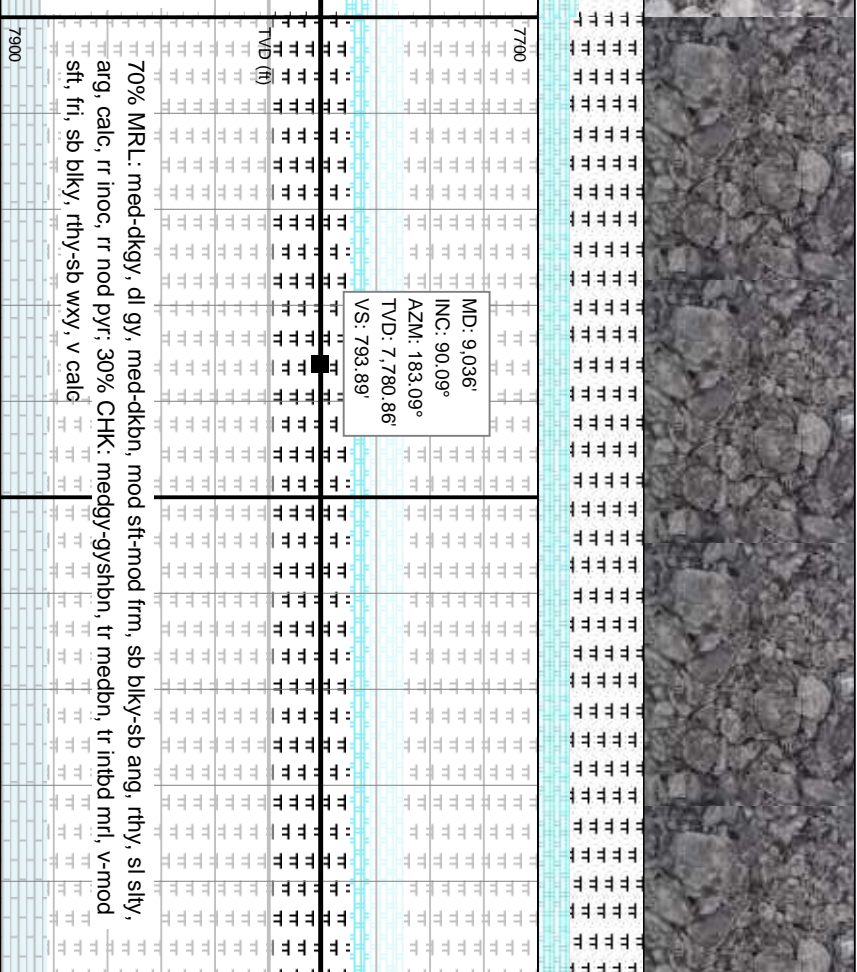 7700
MD: 9,036'
INC: 90.09°
AZM: 183.09°
TVD: 7,780.86'
VS: 793.89'
TVD (ft)
70% MRL: med-dkgy, dl gy, med-dkbn, mod sft-mod frm, sb blky-sb ang, rthy, sl slty,
arg, calc, rr inoc, rr nod pyr; 30% CHK: medgy-gyshbn, tr medbn, tr intbd mrl, v-mod
sft, fri, sb blky, rthy-sb wxy, v calc
7900